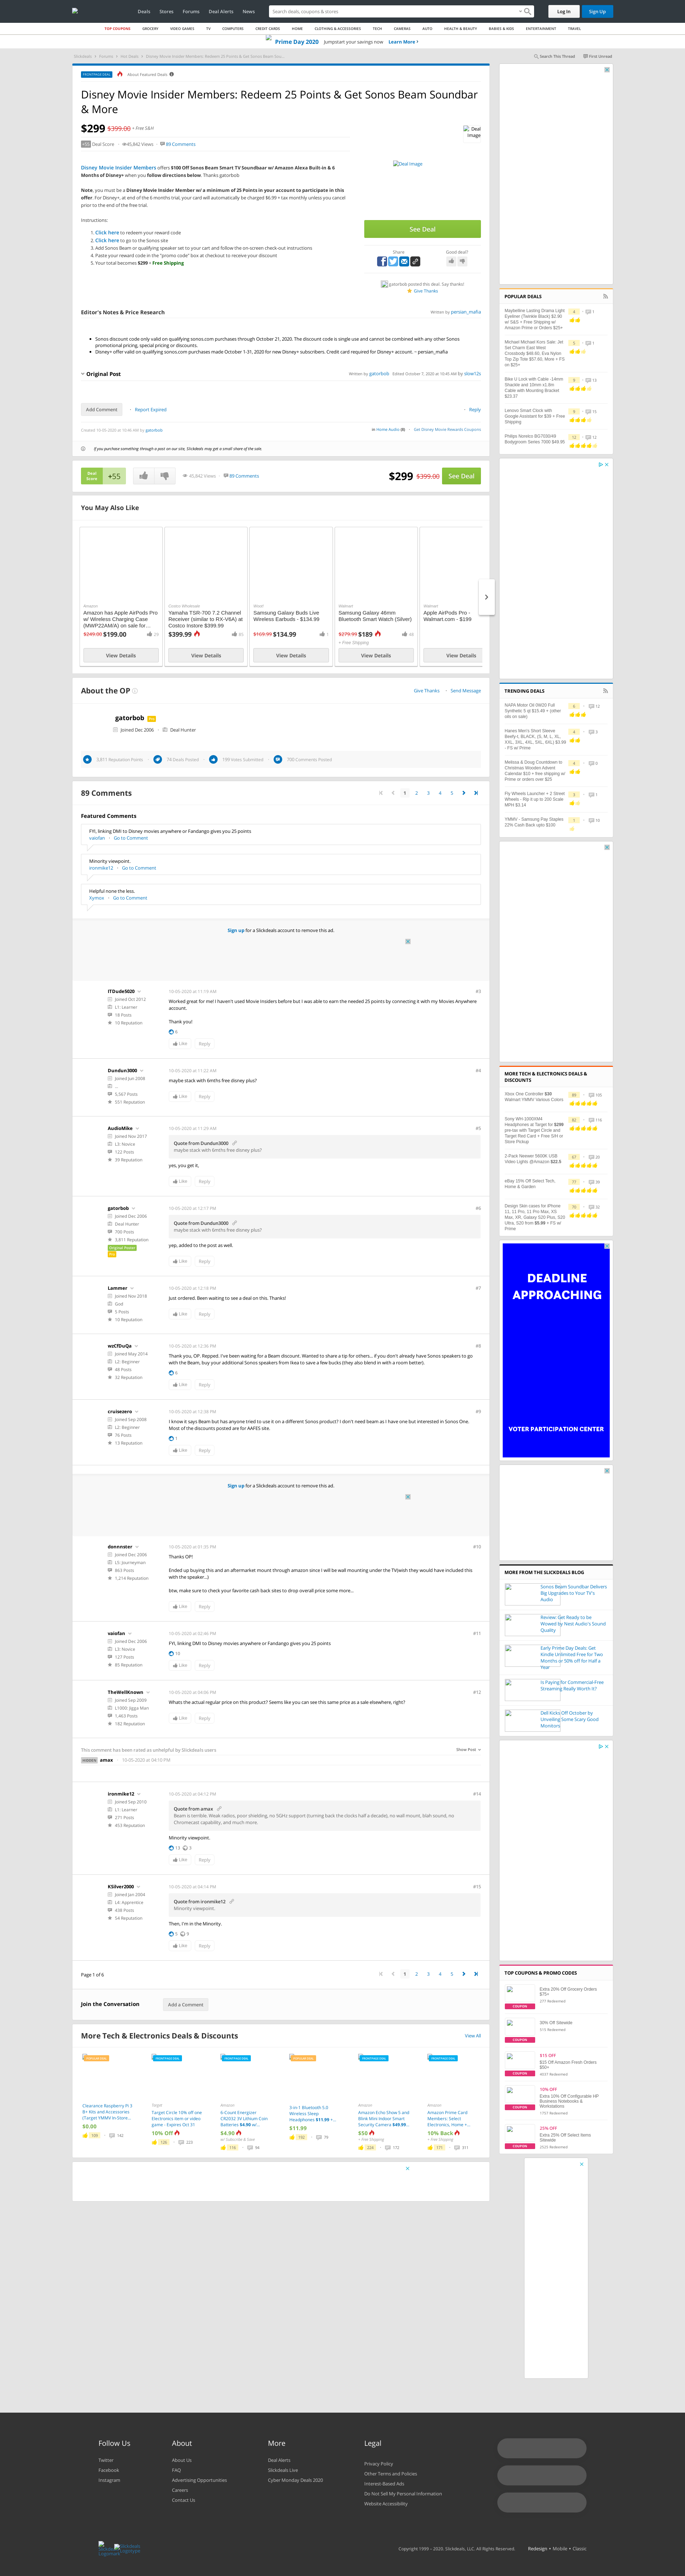 Deals Stores Forums Deal Alerts News
Search deals, coupons & stores
Log In Sign Up
TOP COUPONS GROCERY VIDEO GAMES TV COMPUTERS CREDIT CARDS HOME CLOTHING & ACCESSORIES TECH CAMERAS AUTO HEALTH & BEAUTY BABIES & KIDS ENTERTAINMENT TRAVEL
Prime Day 2020 Jumpstart your savings now Learn More
Search This Thread First Unread
FRONTPAGE DEAL About Featured Deals
Disney Movie Insider Members: Redeem 25 Points & Get Sonos Beam Soundbar & More
$299 $399.00 + Free S&H
+55 Deal Score 45,842 Views 89 Comments
Deal Image
Disney Movie Insider Members offers $100 Off Sonos Beam Smart TV Soundbaar w/ Amazon Alexa Built-in & 6 Months of Disney+ when you follow directions below. Thanks gatorbob
Note, you must be a Disney Movie Insider Member w/ a minimum of 25 Points in your account to participate in this offer. For Disney+, at end of the 6-months trial, your card will automatically be charged $6.99 + tax monthly unless you cancel prior to the end of the free trial.
Instructions:
1. Click here to redeem your reward code
2. Click here to go to the Sonos site
3. Add Sonos Beam or qualifying speaker set to your cart and follow the on-screen check-out instructions
4. Paste your reward code in the "promo code" box at checkout to receive your discount
5. Your total becomes $299 + Free Shipping
Deal Image
See Deal
Share Good deal?
gatorbob posted this deal. Say thanks!
Give Thanks
Editor's Notes & Price Research Written by persian_mafia
Sonos discount code only valid on qualifying sonos.com purchases through October 21, 2020. The discount code is single use and cannot be combined with any other Sonos promotional pricing, special pricing or discounts.
Disney+ offer valid on qualifying sonos.com purchases made October 1-31, 2020 for new Disney+ subscribers. Credit card required for Disney+ account. ~ persian_mafia
Original Post Written by gatorbob Edited October 7, 2020 at 10:45 AM by slow12s
Add Comment Report Expired Reply
Created 10-05-2020 at 10:46 AM by gatorbob
in Home Audio (6) Get Disney Movie Rewards Coupons
If you purchase something through a post on our site, Slickdeals may get a small share of the sale.
Deal Score +55 45,842 Views 89 Comments $299 $399.00 See Deal
You May Also Like
Amazon
Amazon has Apple AirPods Pro w/ Wireless Charging Case (MWP22AM/A) on sale for...
$249.00 $199.00
View Details
Costco Wholesale
Yamaha TSR-700 7.2 Channel Receiver (similar to RX-V6A) at Costco Instore $399.99
$399.99
View Details
Woot!
Samsung Galaxy Buds Live Wireless Earbuds - $134.99
$169.99 $134.99
View Details
Walmart
Samsung Galaxy 46mm Bluetooth Smart Watch (Silver)
$279.99 $189
+ Free Shipping
View Details
Walmart
Apple AirPods Pro - Walmart.com - $199
View Details
About the OP Give Thanks Send Message
gatorbob Pro
Joined Dec 2006 Deal Hunter
3,811 Reputation Points 78 Deals Posted 199 Votes Submitted 700 Comments Posted
89 Comments 1 2 3 4 5
Featured Comments
FYI, linking DMI to Disney movies anywhere or Fandango gives you 25 points
vaiofan Go to Comment
Minority viewpoint.
ironmike12 Go to Comment
Helpful none the less.
Xymox Go to Comment
Sign up for a Slickdeals account to remove this ad.
ITDude5020 10-05-2020 at 11:19 AM #3
Joined Oct 2012
L1: Learner
18 Posts
10 Reputation
Worked great for me! I haven't used Movie Insiders before but I was able to earn the needed 25 points by connecting it with my Movies Anywhere account.
Thank you!
6
Like Reply
Dundun3000 10-05-2020 at 11:22 AM #4
Joined Jun 2008
5,567 Posts
551 Reputation
maybe stack with 6mths free disney plus?
Like Reply
AudioMike 10-05-2020 at 11:29 AM #5
Joined Nov 2017
L3: Novice
122 Posts
39 Reputation
Quote from Dundun3000
maybe stack with 6mths free disney plus?
yes, you get it,
Like Reply
gatorbob 10-05-2020 at 12:17 PM #6
Joined Dec 2006
Deal Hunter
700 Posts
3,811 Reputation
Original Poster
Pro
Quote from Dundun3000
maybe stack with 6mths free disney plus?
yep, added to the post as well.
Like Reply
Lammer 10-05-2020 at 12:18 PM #7
Joined Nov 2018
God
5 Posts
10 Reputation
Just ordered. Been waiting to see a deal on this. Thanks!
Like Reply
wzCfDuQa 10-05-2020 at 12:36 PM #8
Joined May 2014
L2: Beginner
48 Posts
32 Reputation
Thank you, OP. Repped. I've been waiting for a Beam discount. Wanted to share a tip for others... if you don't already have Sonos speakers to go with the Beam, buy your additional Sonos speakers from Ikea to save a few bucks (they also blend in with a room better).
6
Like Reply
cruisezero 10-05-2020 at 12:38 PM #9
Joined Sep 2008
L2: Beginner
76 Posts
13 Reputation
I know it says Beam but has anyone tried to use it on a different Sonos product? I don't need beam as I have one but interested in Sonos One. Most of the discounts posted are for AAFES site.
1
Like Reply
Sign up for a Slickdeals account to remove this ad.
donnnster 10-05-2020 at 01:35 PM #10
Joined Dec 2006
L5: Journeyman
863 Posts
1,214 Reputation
Thanks OP!
Ended up buying this and an aftermarket mount through amazon since I will be wall mounting under the TV(wish they would have included this with the speaker...)
btw, make sure to check your favorite cash back sites to drop overall price some more...
Like Reply
vaiofan 10-05-2020 at 02:46 PM #11
Joined Dec 2006
L3: Novice
127 Posts
85 Reputation
FYI, linking DMI to Disney movies anywhere or Fandango gives you 25 points
10
Like Reply
TheWellKnown 10-05-2020 at 04:06 PM #12
Joined Sep 2009
L1000: Jigga Man
1,463 Posts
182 Reputation
Whats the actual regular price on this product? Seems like you can see this same price as a sale elsewhere, right?
Like Reply
This comment has been rated as unhelpful by Slickdeals users Show Post
amax 10-05-2020 at 04:10 PM
ironmike12 10-05-2020 at 04:12 PM #14
Joined Sep 2010
L1: Learner
271 Posts
453 Reputation
Quote from amax
Beam is terrible. Weak radios, poor shielding, no 5GHz support (turning back the clocks half a decade), no wall mount, blah sound, no Chromecast capability, and much more.
Minority viewpoint.
13 3
Like Reply
KSilver2000 10-05-2020 at 04:14 PM #15
Joined Jan 2004
L4: Apprentice
438 Posts
54 Reputation
Quote from ironmike12
Minority viewpoint.
Then, I'm in the Minority.
Like Reply
Page 1 of 6 1 2 3 4 5
Join the Conversation Add a Comment
More Tech & Electronics Deals & Discounts View All
Clearance Raspberry Pi 3 B+ Kits and Accessories (Target YMMV In-Store...
$0.00
Target
Target Circle 10% off one Electronics item or video game - Expires Oct 31
10% Off
Amazon
6-Count Energizer CR2032 3V Lithium Coin Batteries $4.90 w/...
$4.90
w/ Subscribe & Save
3-in-1 Bluetooth 5.0 Wireless Sleep Headphones $11.99 +...
$11.99
Amazon
Amazon Echo Show 5 and Blink Mini Indoor Smart Security Camera $49.99...
$50
+ Free Shipping
Amazon
Amazon Prime Card Members: Select Electronics, Home +...
10% Back
+ Free Shipping
POPULAR DEALS
Maybelline Lasting Drama Light Eyeliner (Twinkle Black) $2.90 w/ S&S + Free Shipping w/ Amazon Prime or Orders $25+
Michael Michael Kors Sale: Jet Set Charm East West Crossbody $48.60, Eva Nylon Top Zip Tote $57.60, More + FS on $25+
Bike U Lock with Cable -14mm Shackle and 10mm x1.8m Cable with Mounting Bracket $23.37
Lenovo Smart Clock with Google Assistant for $39 + Free Shipping
Philips Norelco BG7030/49 Bodygroom Series 7000 $48.95
TRENDING DEALS
NAPA Motor Oil 0W20 Full Synthetic 5 qt $15.49 + (other oils on sale)
Hanes Men's Short Sleeve Beefy-t, BLACK, (S, M, L, XL, XXL, 3XL, 4XL, 5XL, 6XL) $3.99 - FS w/ Prime
Melissa & Doug Countdown to Christmas Wooden Advent Calendar $10 + free shipping w/ Prime or orders over $25
Fly Wheels Launcher + 2 Street Wheels - Rip it up to 200 Scale MPH $3.14
YMMV - Samsung Pay Staples 22% Cash Back upto $100
MORE TECH & ELECTRONICS DEALS & DISCOUNTS
Xbox One Controller $30 Walmart YMMV Various Colors
Sony WH-1000XM4 Headphones at Target for $298 pre-tax with Target Circle and Target Red Card + Free S/H or Store Pickup
2-Pack Neewer 5600K USB Video Lights @Amazon $22.5
eBay 15% Off Select Tech, Home & Garden
Design Skin cases for iPhone 11, 11 Pro, 11 Pro Max, XS Max, XR, Galaxy S20 Plus, S20 Ultra, S20 from $5.99 + FS w/ Prime
DEADLINE APPROACHING
VOTER PARTICIPATION CENTER
MORE FROM THE SLICKDEALS BLOG
Sonos Beam Soundbar Delivers Big Upgrades to Your TV's Audio
Review: Get Ready to be Wowed by Nest Audio's Sound Quality
Early Prime Day Deals: Get Kindle Unlimited Free for Two Months or 50% off for Half a Year
Is Paying for Commercial-Free Streaming Really Worth It?
Dell Kicks Off October by Unveiling Some Scary Good Monitors
TOP COUPONS & PROMO CODES
Extra 20% Off Grocery Orders $75+
COUPON
30% Off Sitewide
COUPON
$15 OFF
$15 Off Amazon Fresh Orders $50+
COUPON
10% OFF
Extra 10% Off Configurable HP Business Notebooks & Workstations
COUPON
25% OFF
Extra 25% Off Select Items Sitewide
COUPON
Follow Us
Twitter
Facebook
Instagram
About
About Us
FAQ
Advertising Opportunities
Careers
Contact Us
More
Deal Alerts
Slickdeals Live
Cyber Monday Deals 2020
Legal
Privacy Policy
Other Terms and Policies
Interest-Based Ads
Do Not Sell My Personal Information
Website Accessibility
Copyright 1999 - 2020. Slickdeals, LLC. All Rights Reserved. Redesign • Mobile • Classic